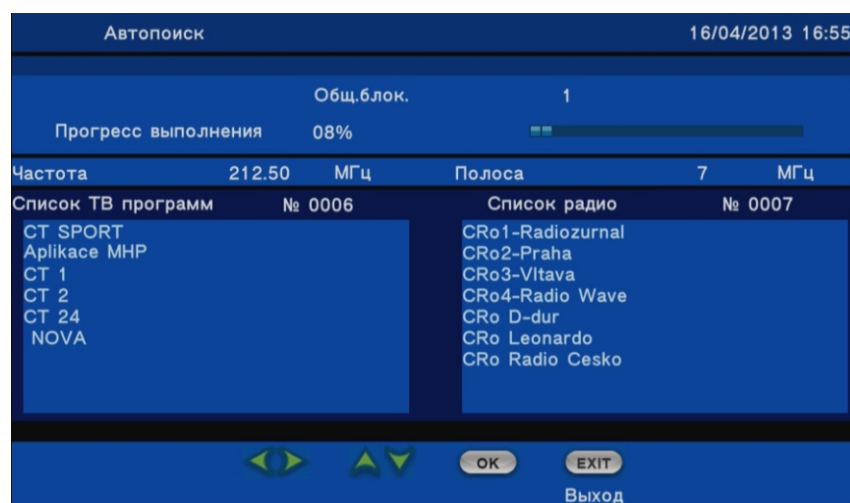 Автопоиск 16/04/2013 16:55
Общ.блок. 1
Прогресс выполнения 08%
Частота 212.50 МГц Полоса 7 МГц
Список ТВ программ № 0006 Список радио № 0007
CT SPORT
Aplikace MHP
CT 1
CT 2
CT 24
NOVA
CRo1-Radiozurnal
CRo2-Praha
CRo3-Vltava
CRo4-Radio Wave
CRo D-dur
CRo Leonardo
CRo Radio Cesko
OK EXIT
Выход